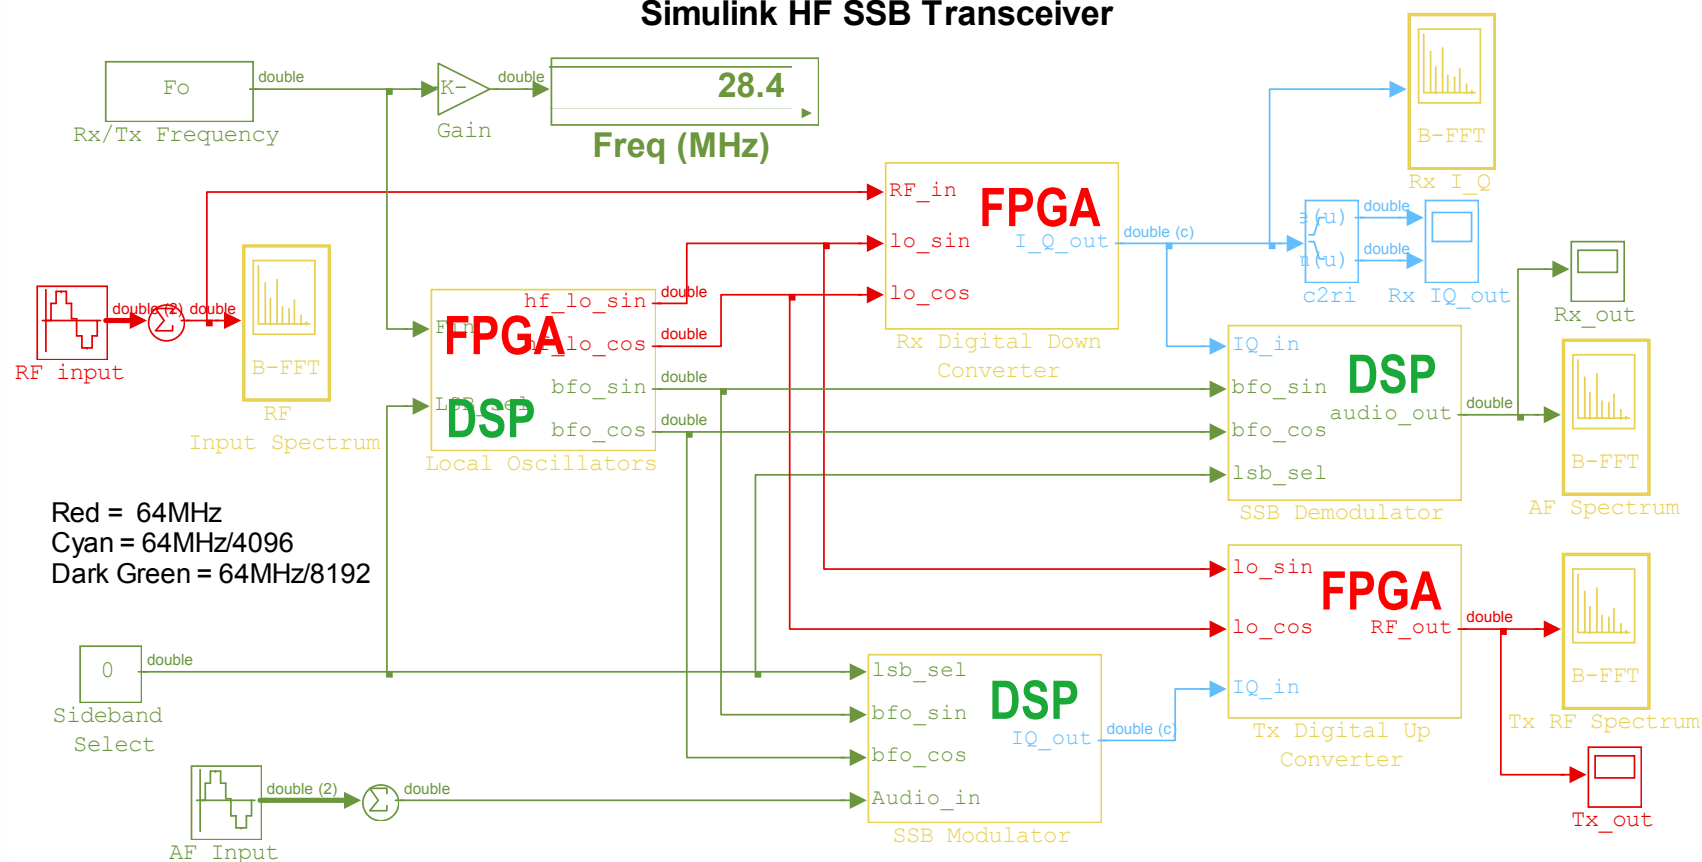 Simulink HF SSB Transceiver
Fo
double
K-
double
28.4
Rx/Tx Frequency
Gain
Freq (MHz)
B-FFT
Rx I_Q
RF_in
FPGA
lo_sin
I_Q_out
double (c)
lo_cos
Rx Digital Down
Converter
(u)
double
(u)
double
c2ri
Rx IQ_out
Rx_out
double (2)
double
RF input
B-FFT
RF
Input Spectrum
hf_lo_sin
double
FPGA
hf_lo_cos
double
bfo_sin
double
DSP
bfo_cos
double
Local Oscillators
IQ_in
DSP
bfo_sin
audio_out
double
bfo_cos
lsb_sel
SSB Demodulator
B-FFT
AF Spectrum
Red = 64MHz
Cyan = 64MHz/4096
Dark Green = 64MHz/8192
lo_sin
FPGA
lo_cos
RF_out
double
IQ_in
Tx Digital Up
Converter
B-FFT
Tx RF Spectrum
Tx_out
0
double
Sideband
Select
lsb_sel
DSP
bfo_sin
IQ_out
double (c)
bfo_cos
Audio_in
SSB Modulator
double (2)
double
AF Input